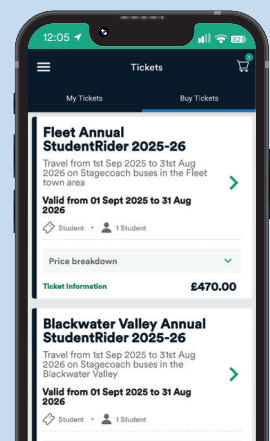 12:05
82
Tickets
My Tickets
Buy Tickets
Fleet Annual
StudentRider 2025-26
Travel from 1st Sep 2025 to 31st Aug
2026 on Stagecoach buses in the Fleet
town area
Valid from 01 Sept 2025 to 31 Aug
2026
Student • 1 Student
Price breakdown
Ticket Information
£470.00
Blackwater Valley Annual
StudentRider 2025-26
Travel from 1st Sep 2025 to 31st Aug
2026 on Stagecoach buses in the
Blackwater Valley
Valid from 01 Sept 2025 to 31 Aug
2026
Student • 1 Student